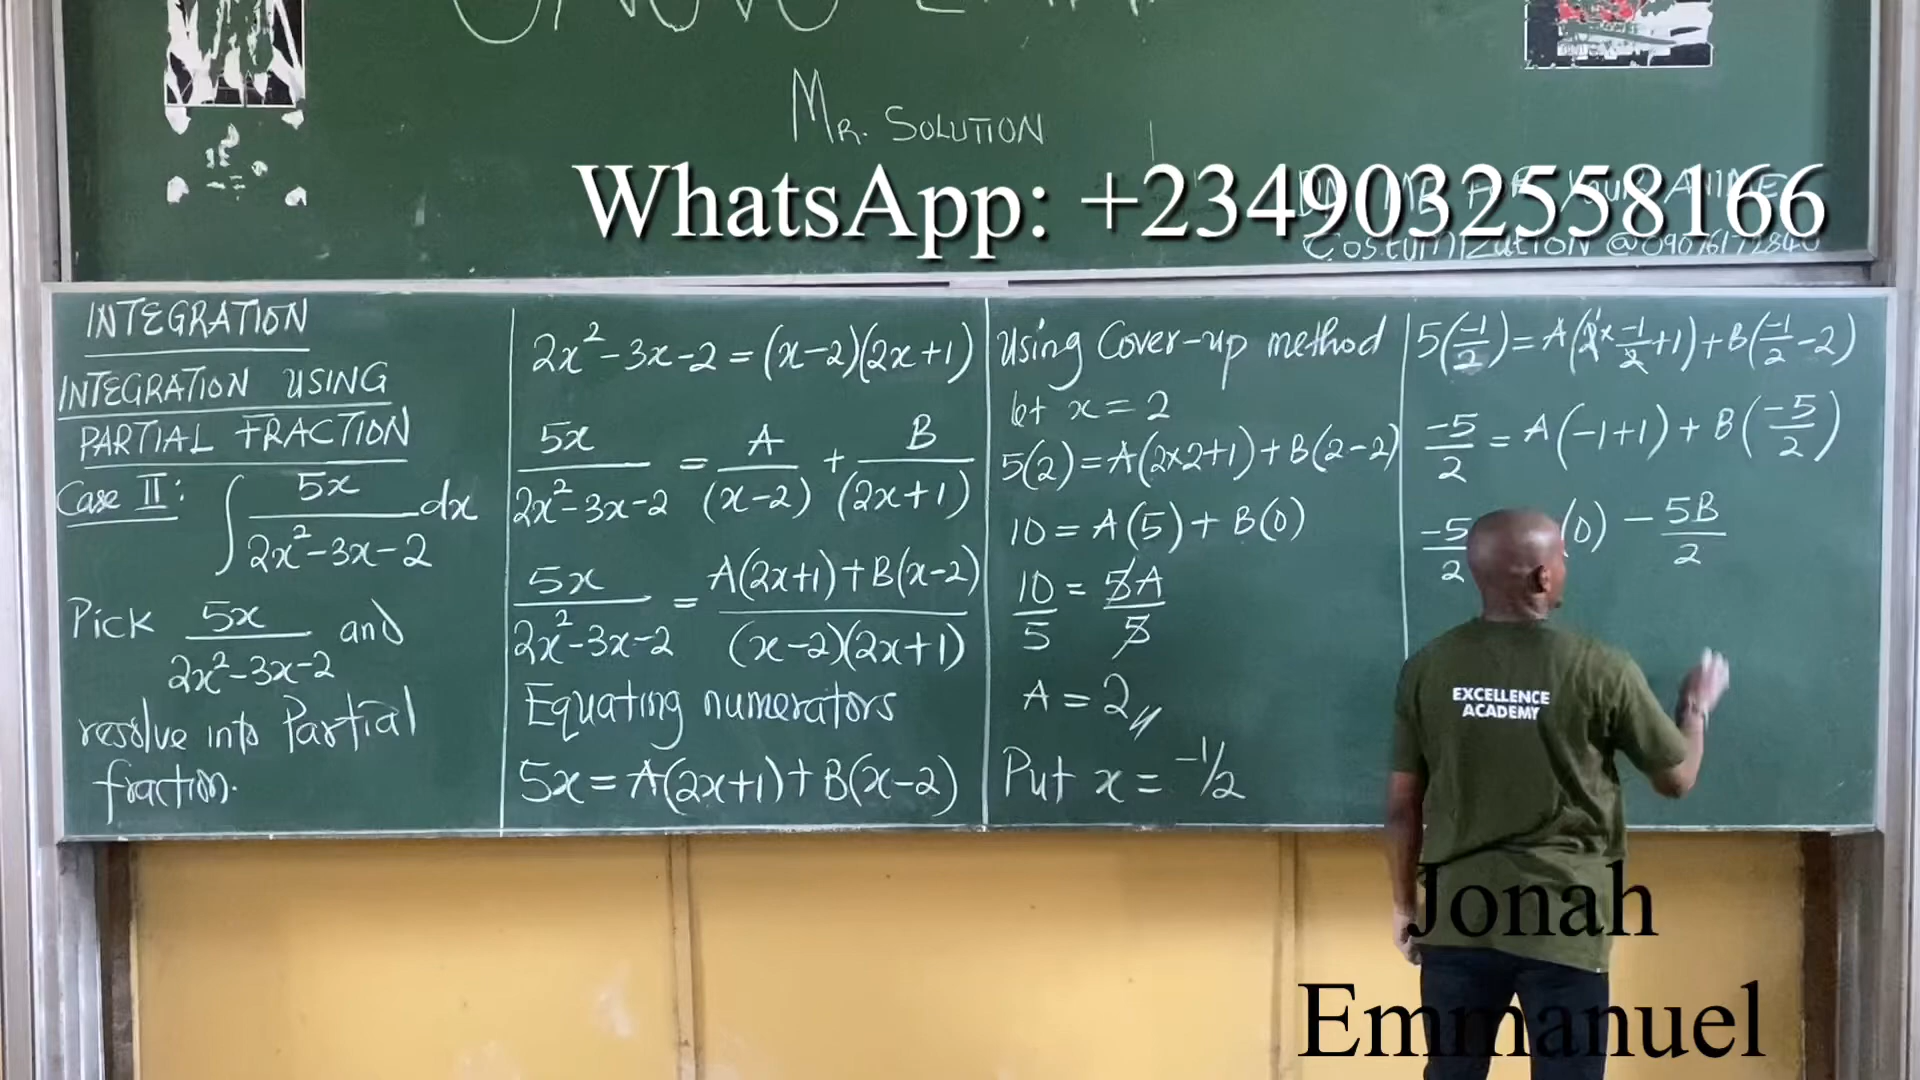 MR. SOLUTION
WhatsApp: +2349032558166
Costumization @09076172840
INTEGRATION
INTEGRATION USING
PARTIAL FRACTION
Case II: ∫ 5x / (2x² - 3x - 2) dx
Pick 5x / (2x² - 3x - 2) and
resolve into Partial
fraction.
2x² - 3x - 2 = (x-2)(2x+1)
5x / (2x² - 3x - 2) = A / (x-2) + B / (2x+1)
5x / (2x² - 3x - 2) = A(2x+1) + B(x-2) / (x-2)(2x+1)
Equating numerators
5x = A(2x+1) + B(x-2)
Using Cover-up method
let x = 2
5(2) = A(2x2+1) + B(2-2)
10 = A(5) + B(0)
10/5 = 5A/5
A = 2
Put x = -1/2
5(-1/2) = A(2 x -1/2 + 1) + B(-1/2 - 2)
-5/2 = A(-1+1) + B(-5/2)
-5/2 (0) - 5B/2
EXCELLENCE
ACADEMY
Jonah
Emmanuel